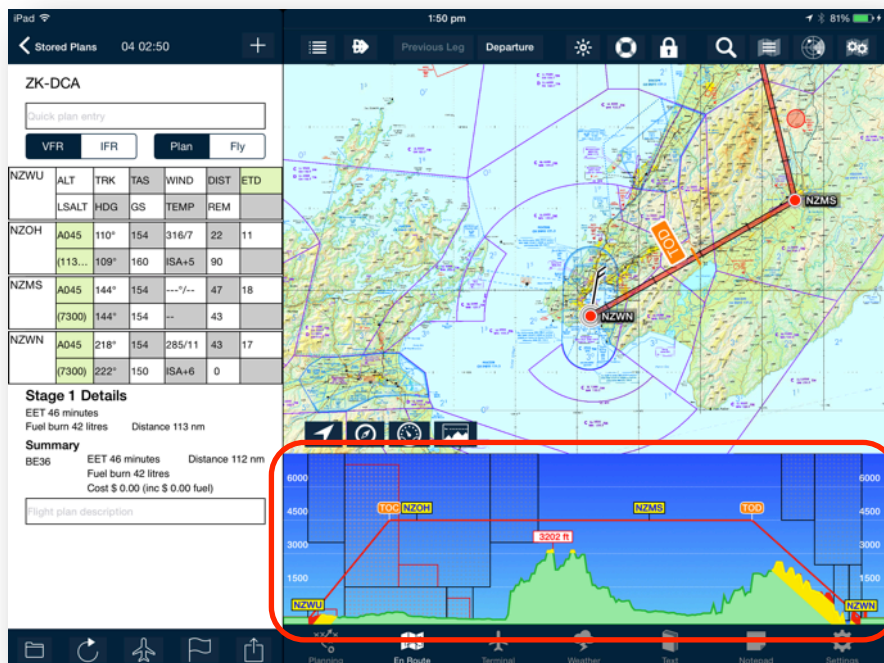 iPad
1:50 pm
81%
Stored Plans
04 02:50
+
Previous Leg
Departure
ZK-DCA
Quick plan entry
VFR IFR Plan Fly
NZWU ALT TRK TAS WIND DIST ETD
LSALT HDG GS TEMP REM
NZOH A045 110° 154 316/7 22 11
(113... 109° 160 ISA+5 90
NZMS A045 144° 154 ---°/-- 47 18
(7300) 144° 154 -- 43
NZWN A045 218° 154 285/11 43 17
(7300) 222° 150 ISA+6 0
Stage 1 Details
EET 46 minutes
Fuel burn 42 litres Distance 113 nm
Summary
BE36 EET 46 minutes Distance 112 nm
Fuel burn 42 litres
Cost $ 0.00 (inc $ 0.00 fuel)
Flight plan description
NZMS
TOD
NZWN
6000 6000
TOC NZOH NZMS TOD
4500 4500
3202 ft
3000 3000
1500 1500
NZWU NZWN
Planning En Route Terminal Weather Text Notepad Settings